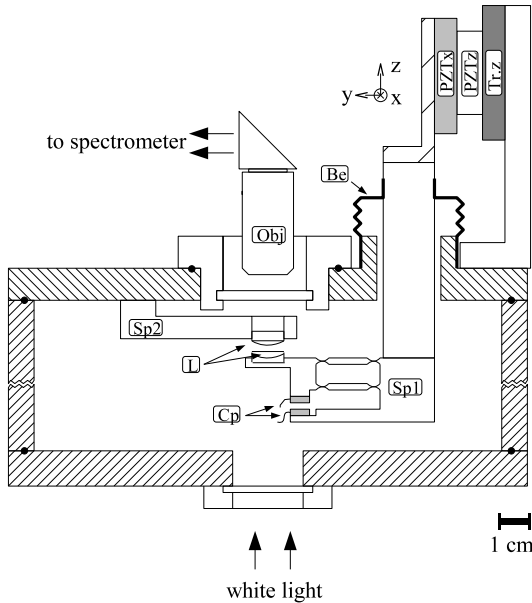 PZTx
PZTz
Tr.z
z
y
x
to spectrometer
Be
Obj
Sp2
L
Sp1
Cp
1 cm
white light